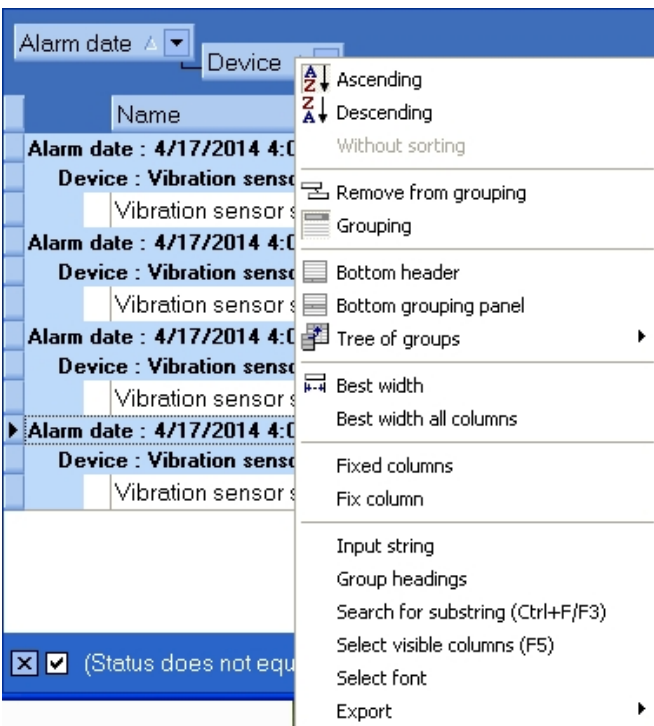 Alarm date
Device
Name
Alarm date : 4/17/2014 4:0
Device : Vibration senso
Vibration sensor s
Alarm date : 4/17/2014 4:0
Device : Vibration senso
Vibration sensor s
Alarm date : 4/17/2014 4:0
Device : Vibration senso
Vibration sensor s
Alarm date : 4/17/2014 4:0
Device : Vibration senso
Vibration sensor s
(Status does not equ
Ascending
Descending
Without sorting
Remove from grouping
Grouping
Bottom header
Bottom grouping panel
Tree of groups
Best width
Best width all columns
Fixed columns
Fix column
Input string
Group headings
Search for substring (Ctrl+F/F3)
Select visible columns (F5)
Select font
Export